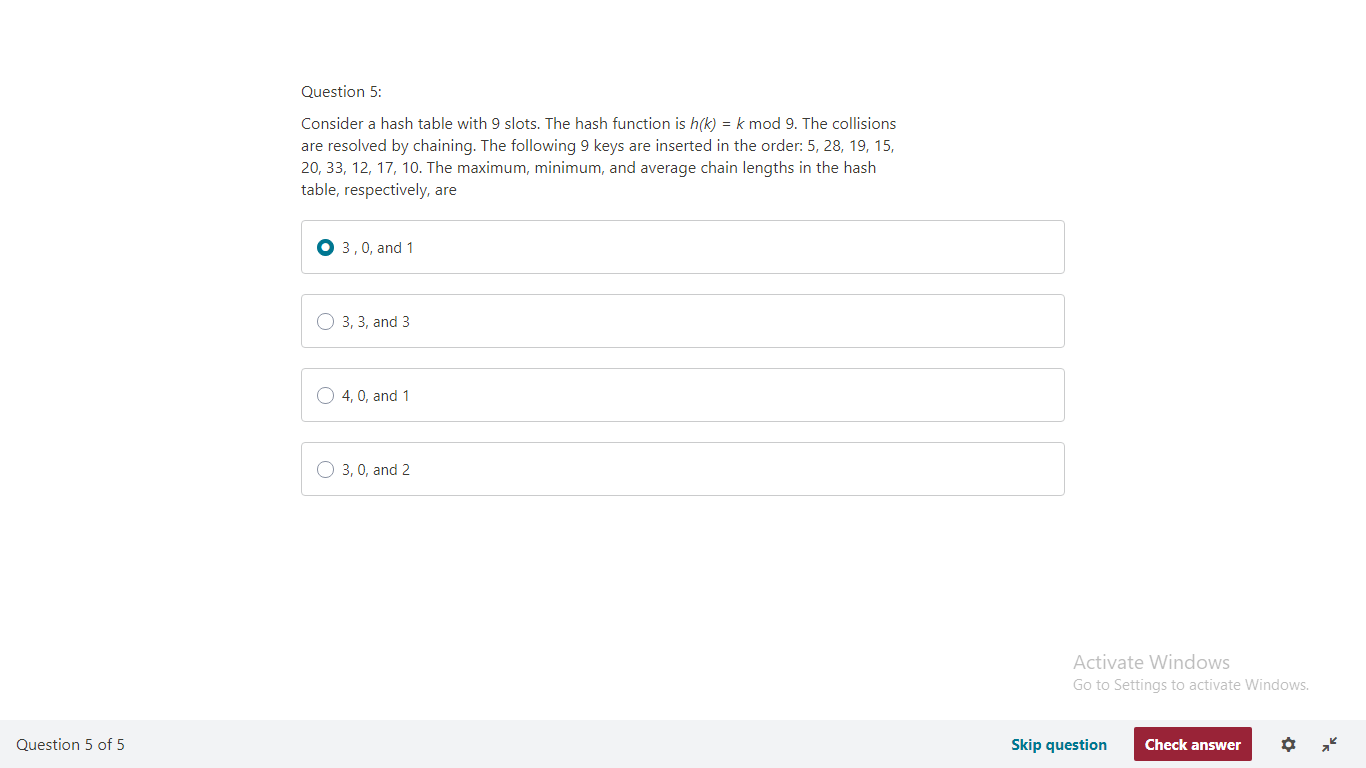 Question 5:
Consider a hash table with 9 slots. The hash function is h(k) = k mod 9. The collisions
are resolved by chaining. The following 9 keys are inserted in the order: 5, 28, 19, 15,
20, 33, 12, 17, 10. The maximum, minimum, and average chain lengths in the hash
table, respectively, are
3 , 0, and 1
3, 3, and 3
4, 0, and 1
3, 0, and 2
Activate Windows
Go to Settings to activate Windows.
Question 5 of 5
Skip question
Check answer